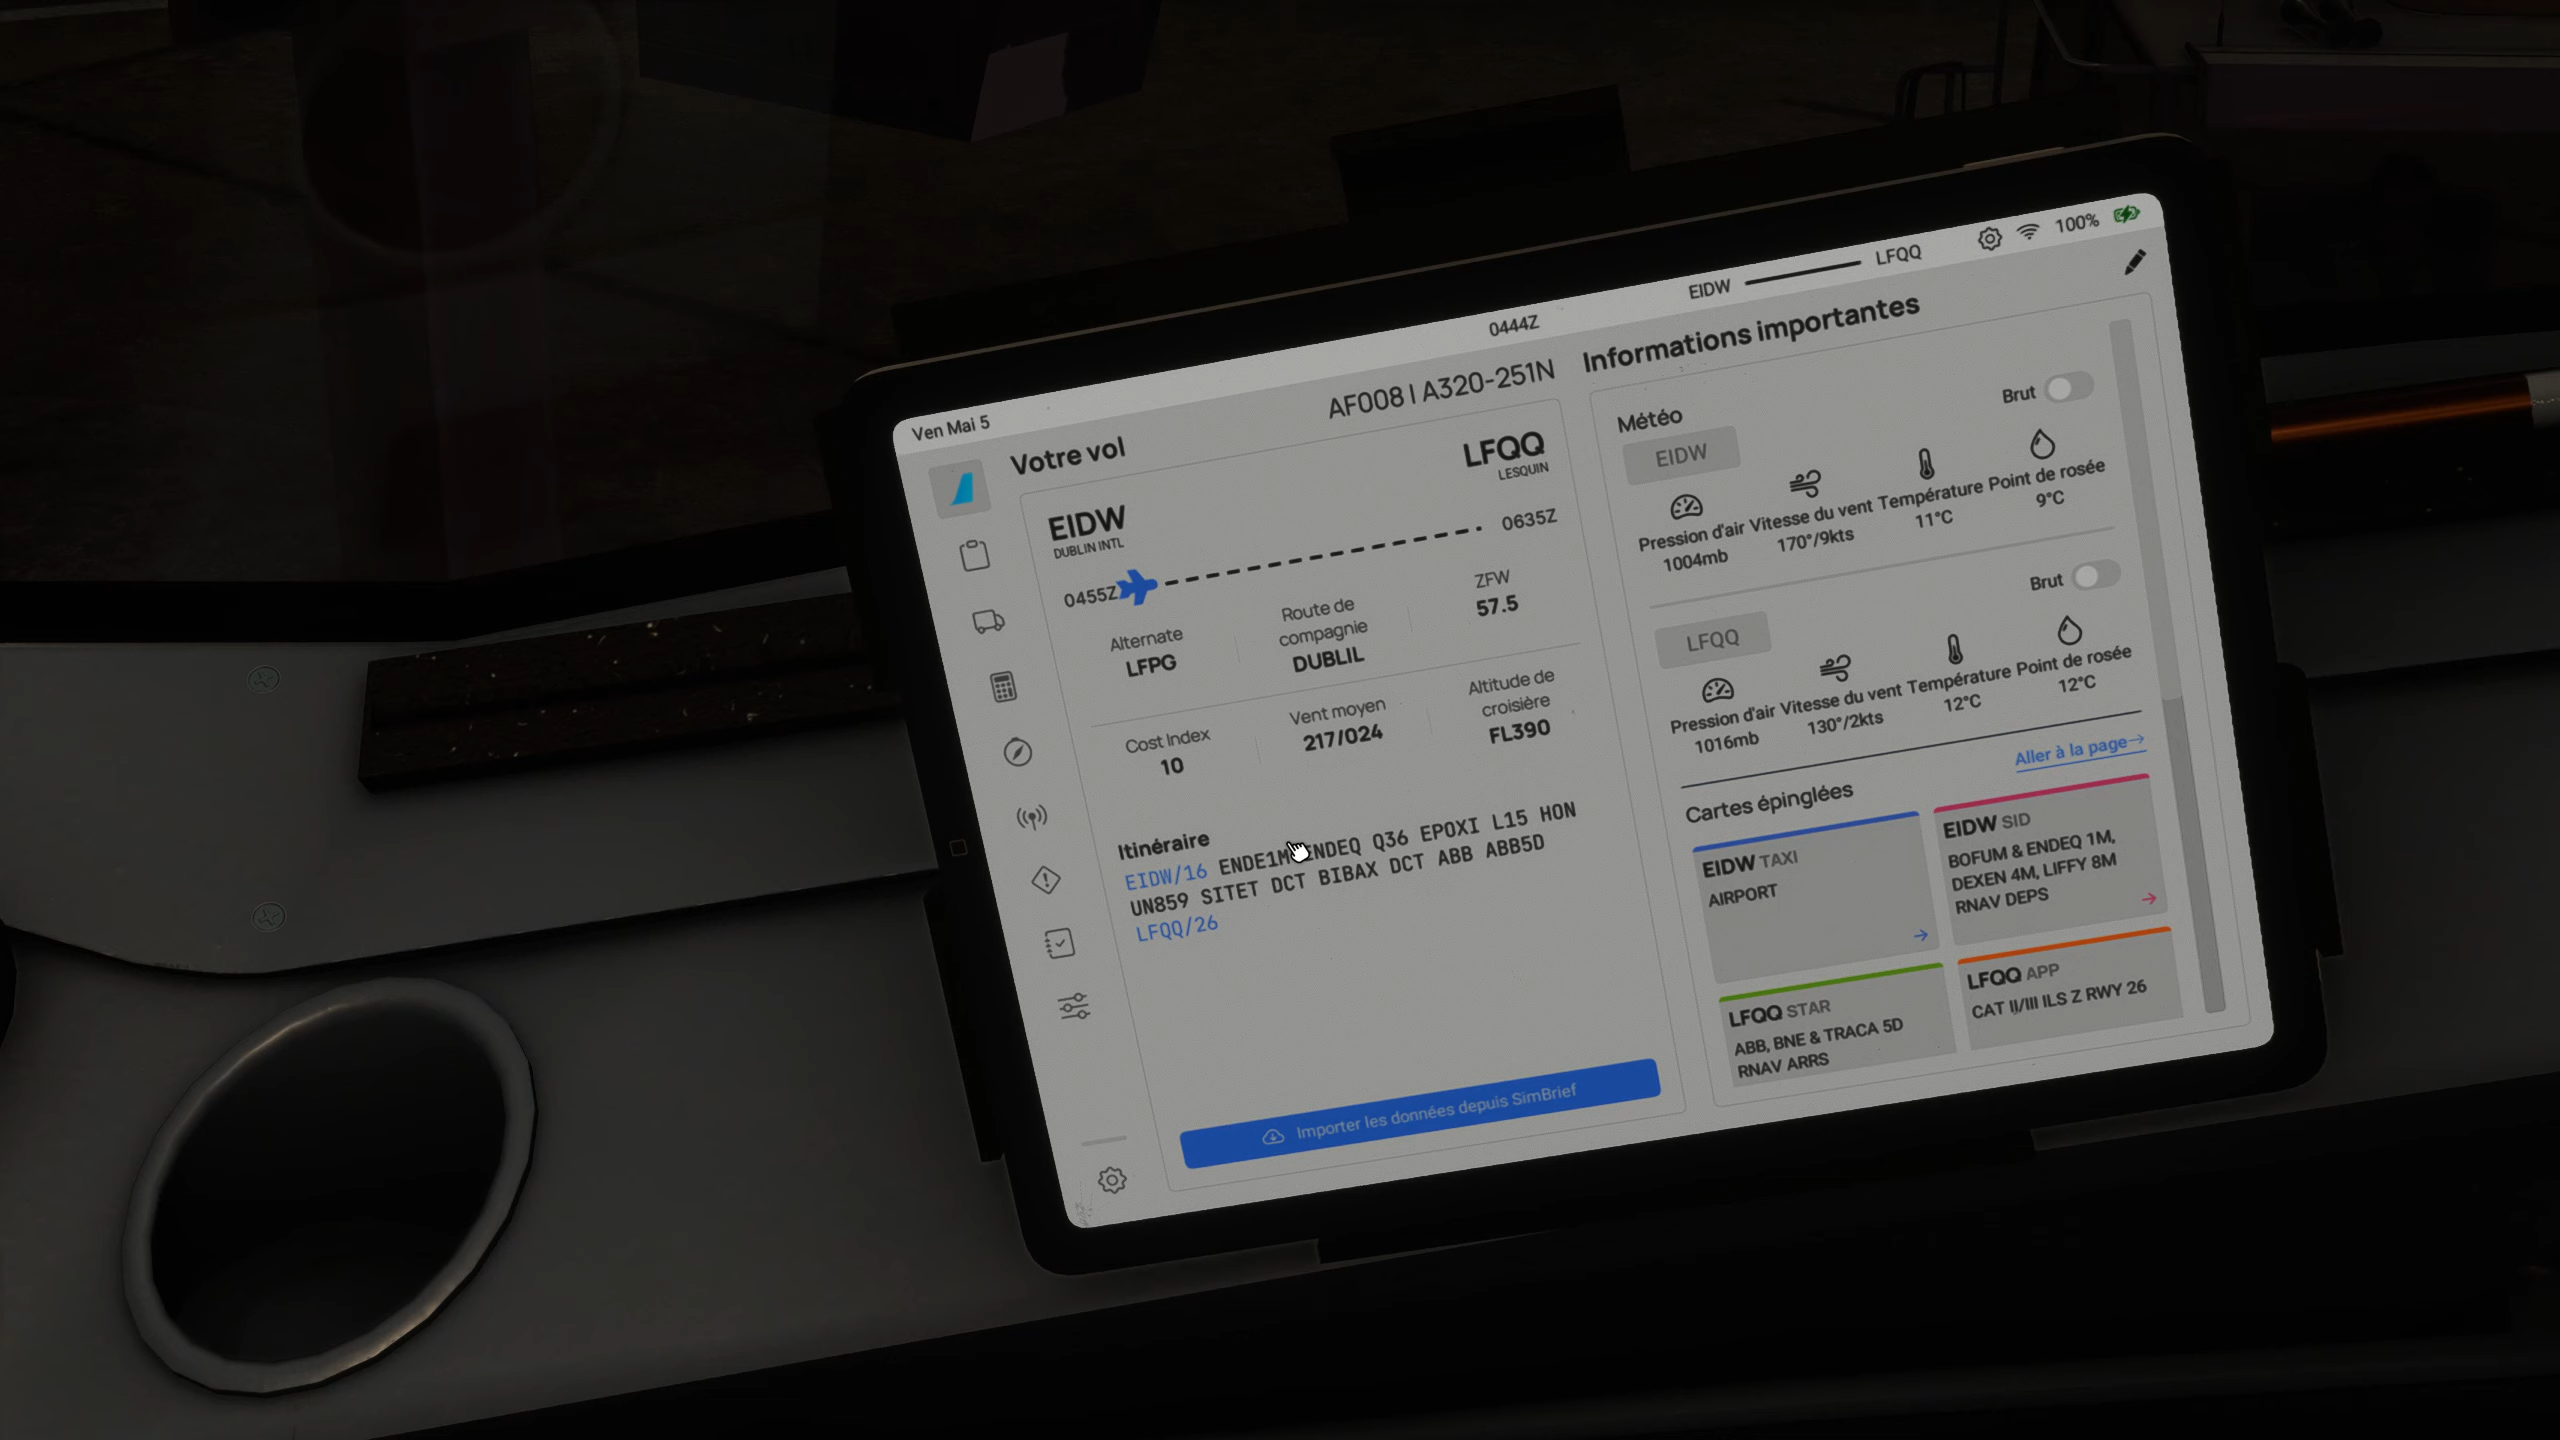 Ven Mai 5
0444Z
EIDW
LFQQ
100%
Votre vol
AF008 | A320-251N
EIDW
DUBLIN INTL
LFQQ
LESQUIN
0455Z
0635Z
Alternate
LFPG
Route de
compagnie
DUBLIL
ZFW
57.5
Cost Index
10
Vent moyen
217/024
Altitude de
croisière
FL390
Itinéraire
EIDW/16 ENDE1M ENDEQ Q36 EPOXI L15 HON
UN859 SITET DCT BIBAX DCT ABB ABB5D
LFQQ/26
Importer les données depuis SimBrief
Informations importantes
Météo
Brut
EIDW
Pression d'air
1004mb
Vitesse du vent
170°/9kts
Température
11°C
Point de rosée
9°C
Brut
LFQQ
Pression d'air
1016mb
Vitesse du vent
130°/2kts
Température
12°C
Point de rosée
12°C
Cartes épinglées
Aller à la page
EIDW TAXI
AIRPORT
EIDW SID
BOFUM & ENDEQ 1M,
DEXEN 4M, LIFFY 8M
RNAV DEPS
LFQQ STAR
ABB, BNE & TRACA 5D
RNAV ARRS
LFQQ APP
CAT II/III ILS Z RWY 26